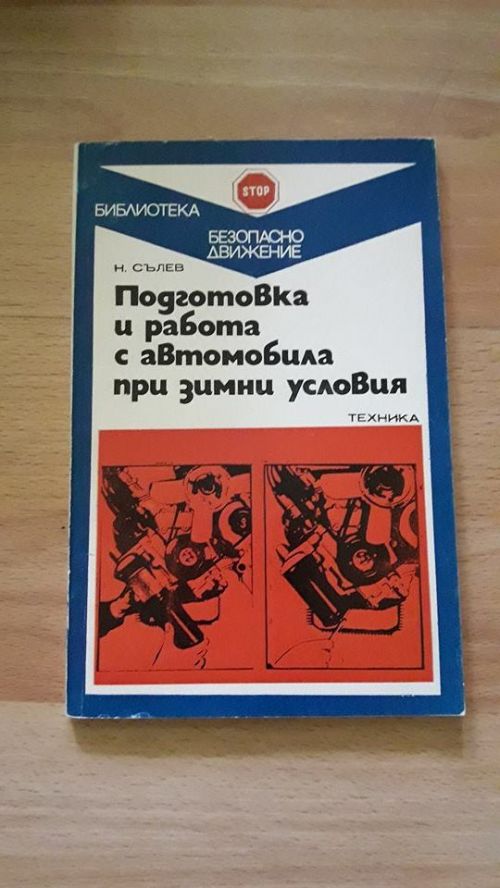 STOP
БИБЛИОТЕКА
БЕЗОПАСНО
ДВИЖЕНИЕ
Н. СЪЛЕВ
Подготовка
и работа
с автомобила
при зимни условия
ТЕХНИКА